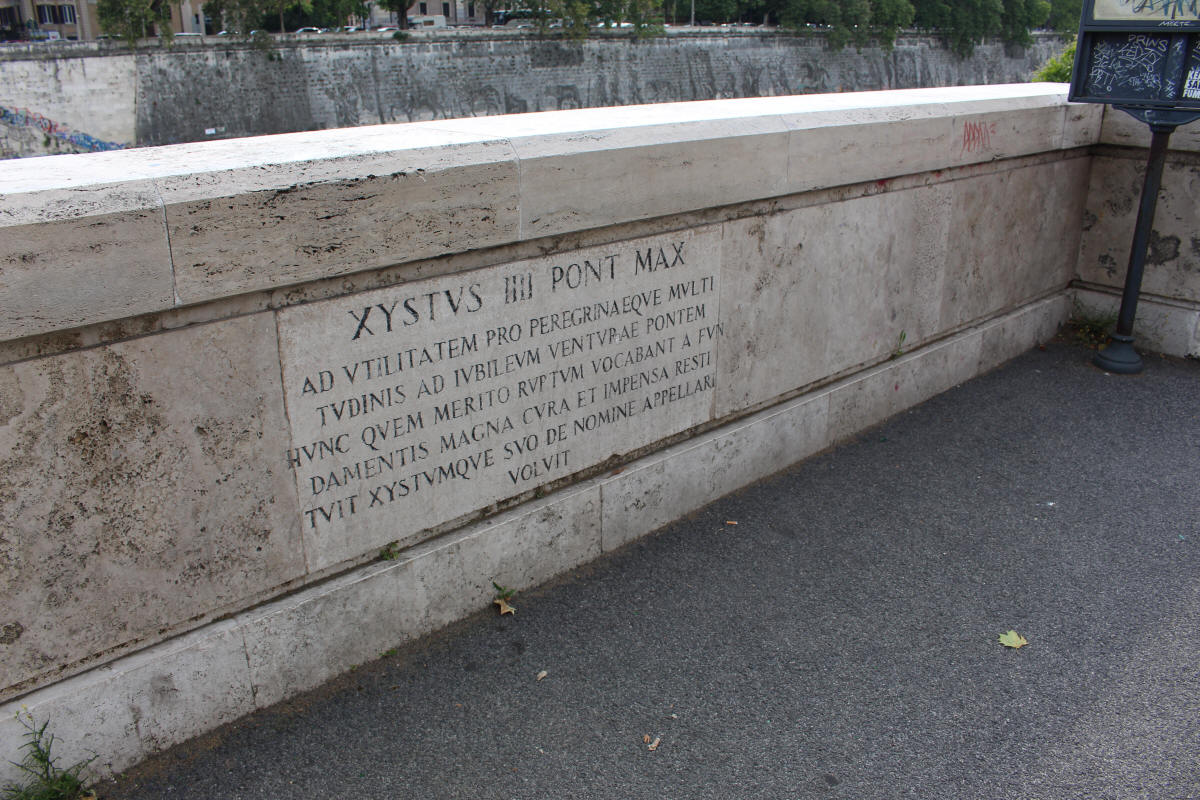 XYSTVS IIII PONT MAX
AD VTILITATEM PRO PEREGRINAEQVE MVLTI
TVDINIS AD IVBILEVM VENTVRAE PONTEM
HVNC QVEM MERITO RVPTVM VOCABANT A FVN
DAMENTIS MAGNA CVRA ET IMPENSA RESTI
TVIT XYSTVMQVE SVO DE NOMINE APPELLARI
VOLVIT
PRINS